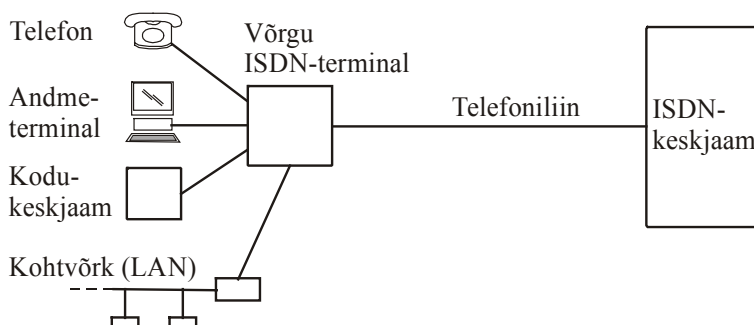 Telefon
Võrgu
ISDN-terminal
Andme-
terminal
Telefoniliin
ISDN-
keskjaam
Kodu-
keskjaam
Kohtvõrk (LAN)